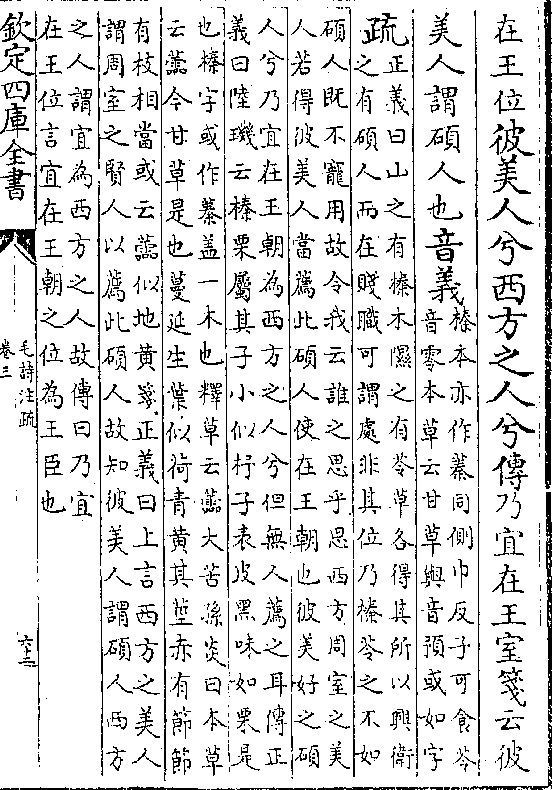 在王位彼美人兮西方之人兮傳乃宜在王室箋云彼
美人謂碩人也音義榛本亦作蓁同側巾反子可食苓
音零本草云甘草與音預或如字
疏正義曰山之有榛木隰之有苓草各得其所以興衛
之有碩人而在賤職可謂處非其位乃榛苓之不如
碩人既不寵用故令我云誰之思乎思西方周室之美
人若得彼美人當薦此碩人使在王朝也彼美好之碩
人兮乃宜在王朝為西方之人兮但無人薦之耳傳正
義曰陸璣云榛栗屬其子小似杼子表皮黑味如栗是
也榛字或作蓁盖一木也釋草云蘦大苦孫炎曰本草
云蘦今甘草是也蔓延生葉似荷青黃其莖赤有節節
有枝相當或云蘦似地黃箋正義曰上言西方之美人
謂周室之賢人以薦此碩人故知彼美人謂碩人西方
之人謂宜為西方之人故傳曰乃宜
在王位言宜在王朝之位為王臣也
欽定四庫全書
毛詩注疏
卷三